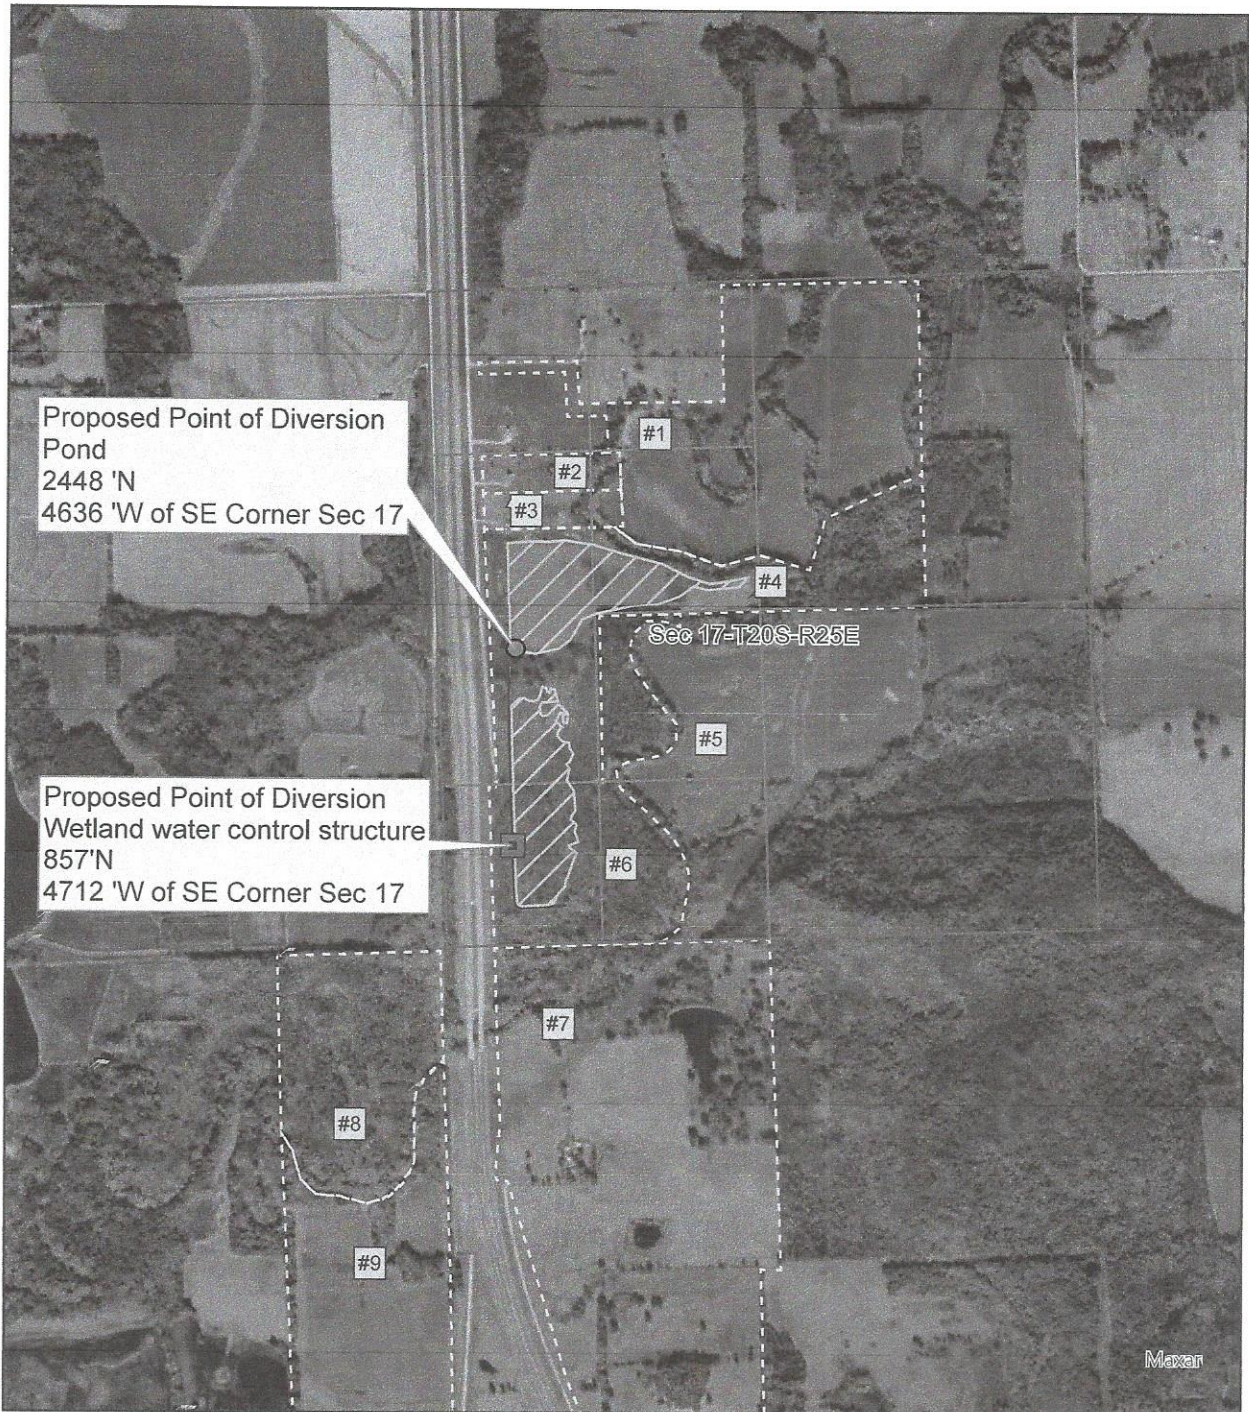 Proposed Point of Diversion
Pond
2448 'N
4636 'W of SE Corner Sec 17
#1
#2
#3
#4
Sec 17-T20S-R25E
#5
Proposed Point of Diversion
Wetland water control structure
857'N
4712 'W of SE Corner Sec 17
#6
#7
#8
#9
Maxar